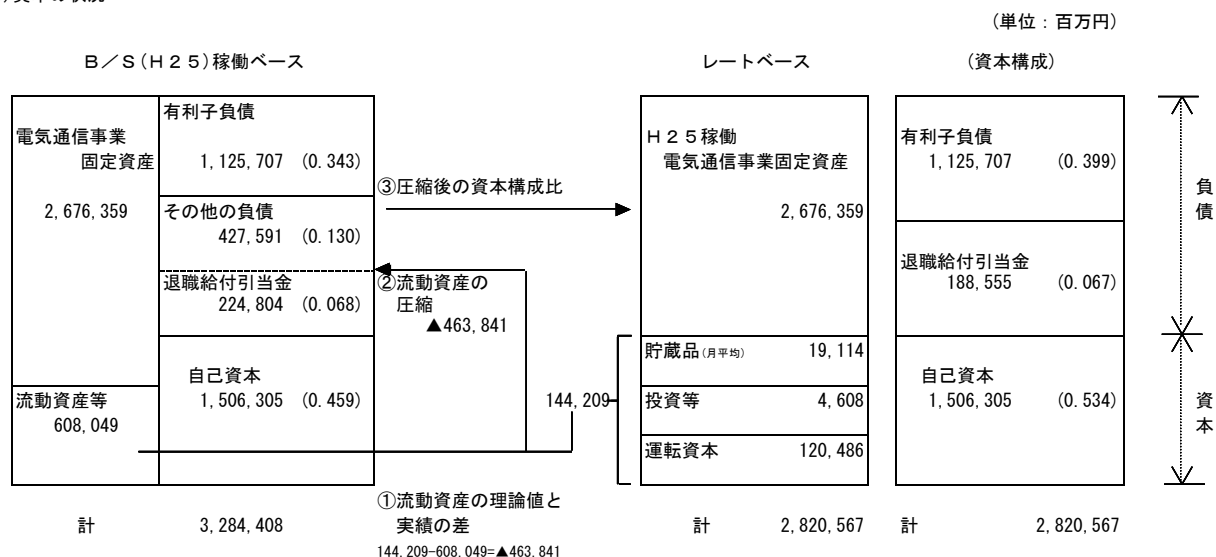 （単位：百万円）
Ｂ／Ｓ(Ｈ２５)稼働ベース
レートベース
（資本構成）
電気通信事業
固定資産
2,676,359
流動資産等
608,049
有利子負債
1,125,707 (0.343)
その他の負債
427,591 (0.130)
退職給付引当金
224,804 (0.068)
自己資本
1,506,305 (0.459)
計 3,284,408
③圧縮後の資本構成比
②流動資産の
圧縮
▲463,841
①流動資産の理論値と
実績の差
144,209-608,049=▲463,841
144,209
Ｈ２５稼働
電気通信事業固定資産
2,676,359
貯蔵品(月平均) 19,114
投資等 4,608
運転資本 120,486
計 2,820,567
有利子負債
1,125,707 (0.399)
退職給付引当金
188,555 (0.067)
自己資本
1,506,305 (0.534)
計 2,820,567
負
債
資
本